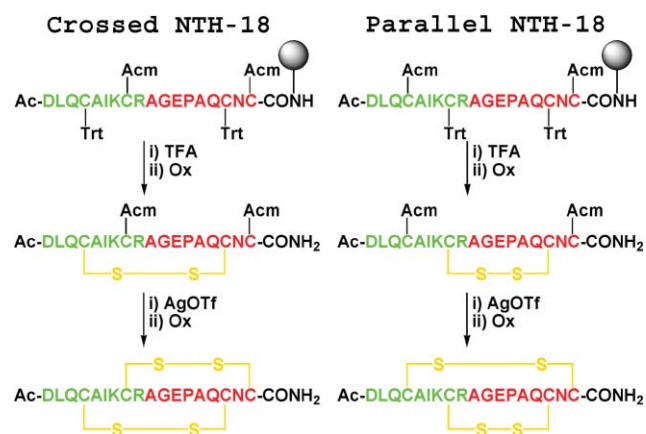 Crossed NTH-18
Parallel NTH-18
Acm
Acm
Ac-DLQCAIKCRAGEPAQCNC-CONH
Trt
Trt
i) TFA
ii) Ox
Acm
Acm
Ac-DLQCAIKCRAGEPAQCNC-CONH₂
S
S
i) AgOTf
ii) Ox
S
S
Ac-DLQCAIKCRAGEPAQCNC-CONH₂
S
S
Acm
Acm
Ac-DLQCAIKCRAGEPAQCNC-CONH
Trt
Trt
i) TFA
ii) Ox
Acm
Acm
Ac-DLQCAIKCRAGEPAQCNC-CONH₂
S
S
i) AgOTf
ii) Ox
S
S
Ac-DLQCAIKCRAGEPAQCNC-CONH₂
S
S